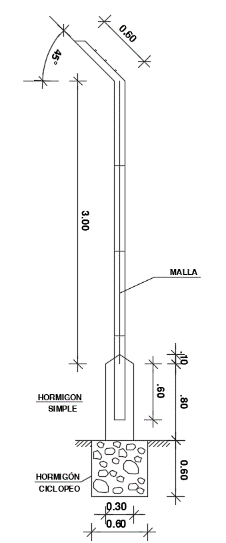 0.60
45°
3.00
MALLA
.10
.60
.80
HORMIGON
SIMPLE
HORMIGÓN
CICLOPEO
0.60
0.30
0.60